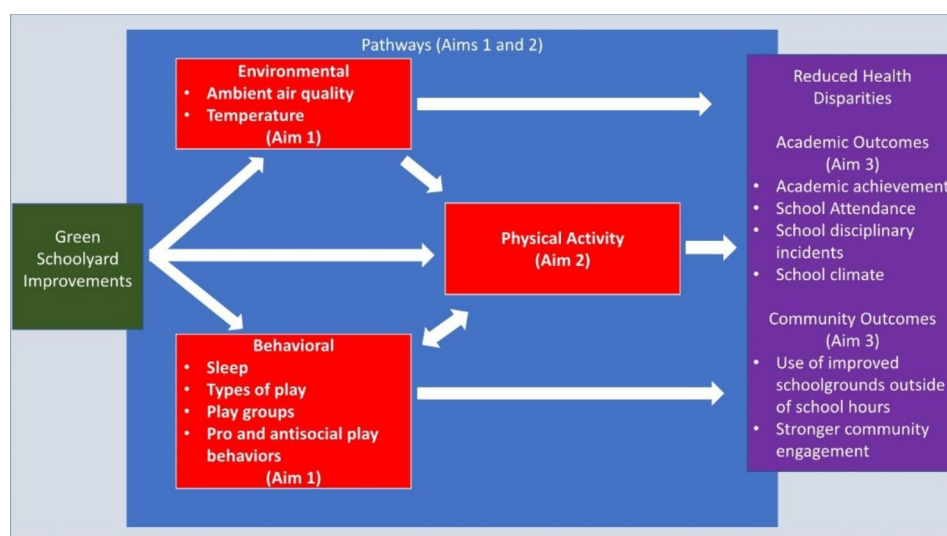 Pathways (Aims 1 and 2)
Environmental
• Ambient air quality
• Temperature
(Aim 1)
Green
Schoolyard
Improvements
Physical Activity
(Aim 2)
Behavioral
• Sleep
• Types of play
• Play groups
• Pro and antisocial play
behaviors
(Aim 1)
Reduced Health
Disparities
Academic Outcomes
(Aim 3)
• Academic achievement
• School Attendance
• School disciplinary
incidents
• School climate
Community Outcomes
(Aim 3)
• Use of improved
schoolgrounds outside
of school hours
• Stronger community
engagement